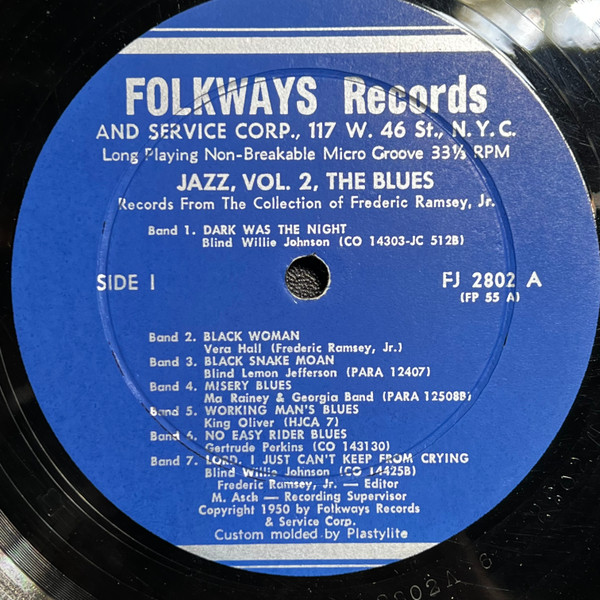 FOLKWAYS Records
AND SERVICE CORP., 117 W. 46 St., N.Y.C.
Long Playing Non-Breakable Micro Groove 33⅓ RPM
JAZZ, VOL. 2, THE BLUES
Records From The Collection of Frederic Ramsey, Jr.
Band 1. DARK WAS THE NIGHT
Blind Willie Johnson (CO 14303-JC 512B)
SIDE I
FJ 2802 A
(FP 55 A)
Band 2. BLACK WOMAN
Vera Hall (Frederic Ramsey, Jr.)
Band 3. BLACK SNAKE MOAN
Blind Lemon Jefferson (PARA 12407)
Band 4. MISERY BLUES
Ma Rainey & Georgia Band (PARA 12508B)
Band 5. WORKING MAN'S BLUES
King Oliver (HJCA 7)
Band 6. NO EASY RIDER BLUES
Gertrude Perkins (CO 143130)
Band 7. LORD, I JUST CAN'T KEEP FROM CRYING
Blind Willie Johnson (CO 14425B)
Frederic Ramsey, Jr. — Editor
M. Asch — Recording Supervisor
Copyright 1950 by Folkways Records
& Service Corp.
Custom molded by Plastylite